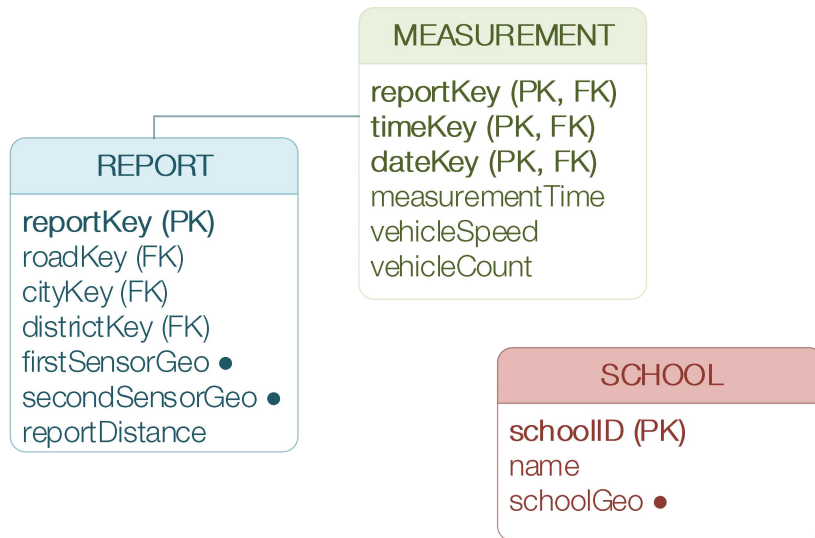 MEASUREMENT
reportKey (PK, FK)
timeKey (PK, FK)
dateKey (PK, FK)
measurementTime
vehicleSpeed
vehicleCount
REPORT
reportKey (PK)
roadKey (FK)
cityKey (FK)
districtKey (FK)
firstSensorGeo ●
secondSensorGeo ●
reportDistance
SCHOOL
schoolID (PK)
name
schoolGeo ●